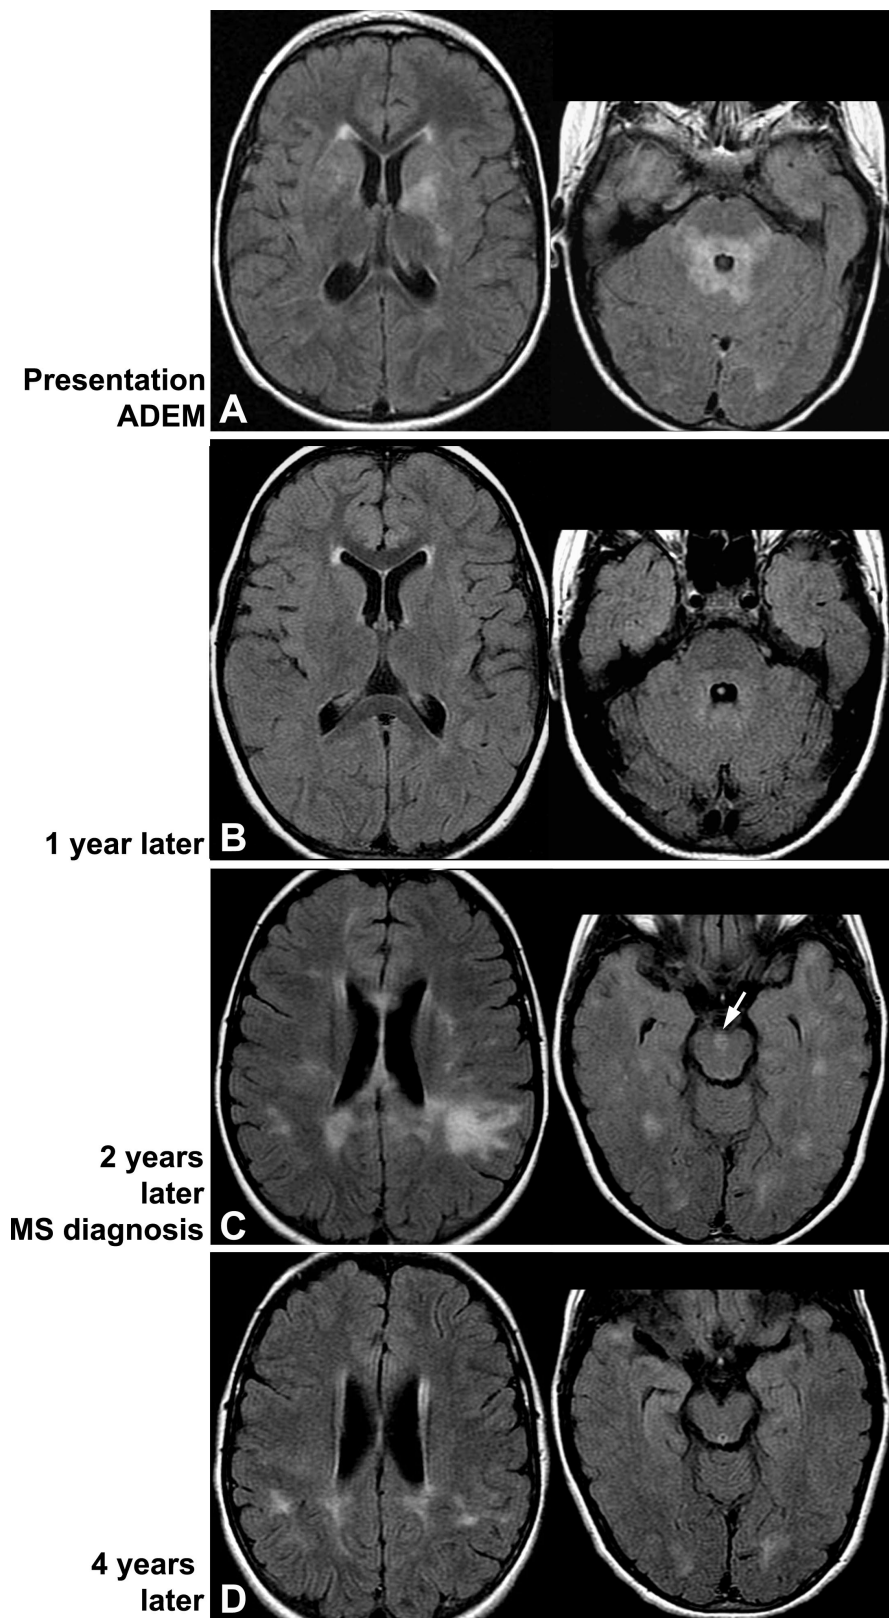 Presentation
ADEM
A
1 year later
B
2 years
later
MS diagnosis
C
4 years
later
D